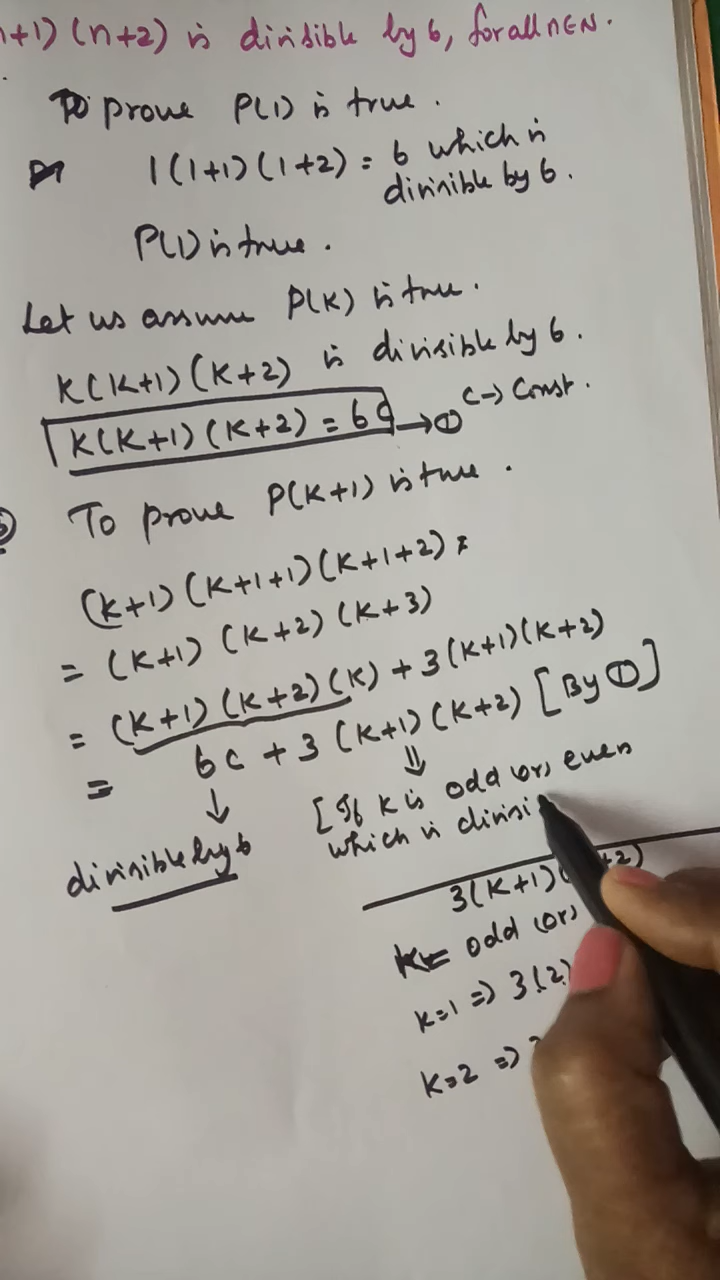 n+1) (n+2) is divisible by 6, for all n∈N.
To prove P(1) is true.
1(1+1)(1+2) = 6 which is
divisible by 6.
P(1) is true.
Let us assume P(K) is true.
K(K+1)(K+2) is divisible by 6.
K(K+1)(K+2) = 6C → ① C → Const.
To prove P(K+1) is true.
(K+1)(K+1+1)(K+1+2)
= (K+1) (K+2) (K+3)
= (K+1) (K+2)(K) + 3(K+1)(K+2)
= 6C + 3 (K+1)(K+2) [By ①]
↓ ⇓
divisible by 6
[If K is odd (or) even
which is divisi
3(K+1)( +2)
K= odd (or)
K=1 => 3(2)
K=2 =>